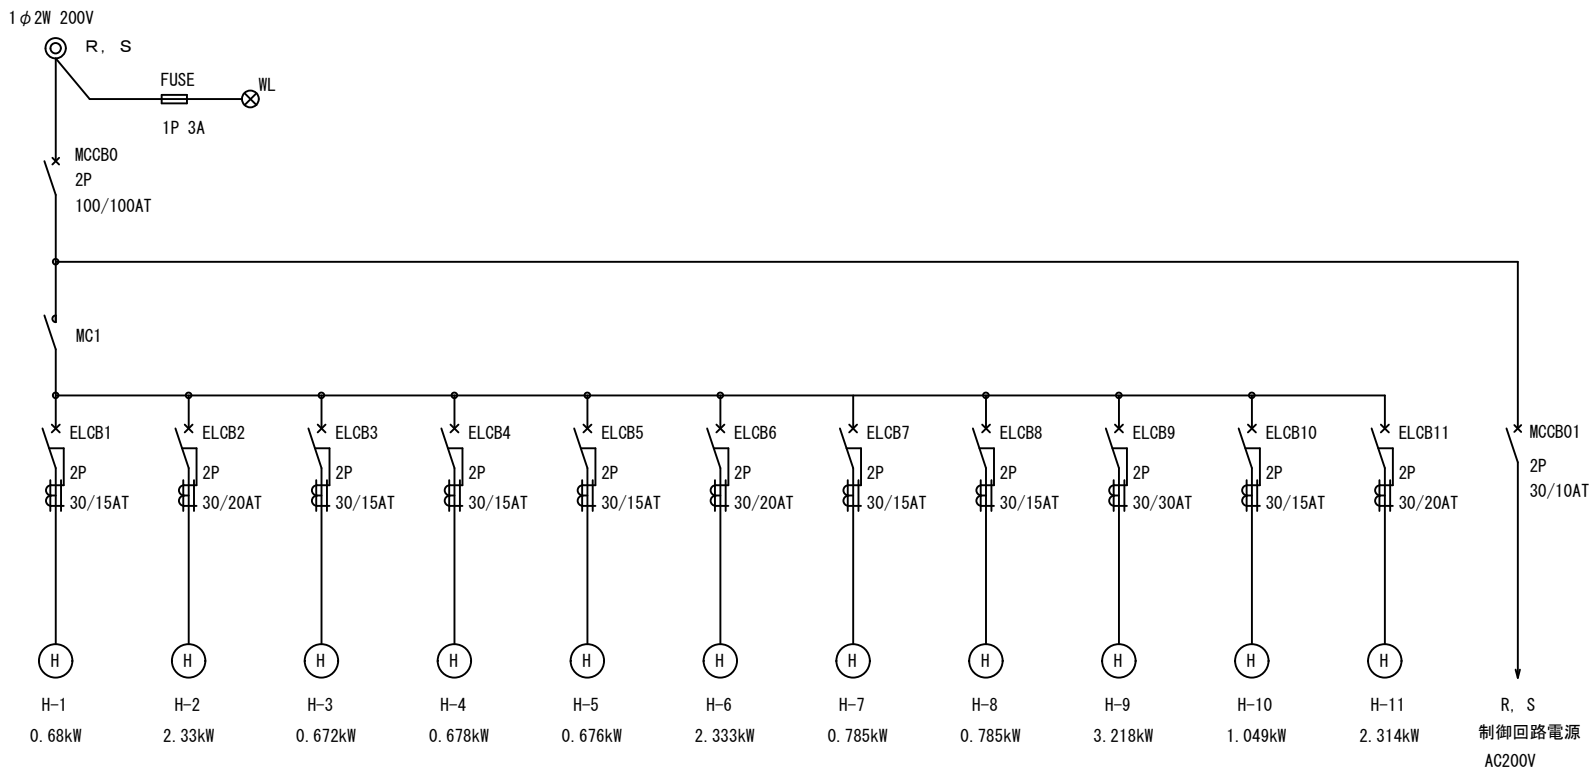 1φ2W 200V
R, S
FUSE
WL
1P 3A
MCCB0
2P
100/100AT
MC1
ELCB1 ELCB2 ELCB3 ELCB4 ELCB5 ELCB6 ELCB7 ELCB8 ELCB9 ELCB10 ELCB11 MCCB01
2P 2P 2P 2P 2P 2P 2P 2P 2P 2P 2P 2P
30/15AT 30/20AT 30/15AT 30/15AT 30/15AT 30/20AT 30/15AT 30/15AT 30/30AT 30/15AT 30/20AT 30/10AT
H H H H H H H H H H H
H-1 H-2 H-3 H-4 H-5 H-6 H-7 H-8 H-9 H-10 H-11 R, S
0.68kW 2.33kW 0.672kW 0.678kW 0.676kW 2.333kW 0.785kW 0.785kW 3.218kW 1.049kW 2.314kW 制御回路電源
AC200V